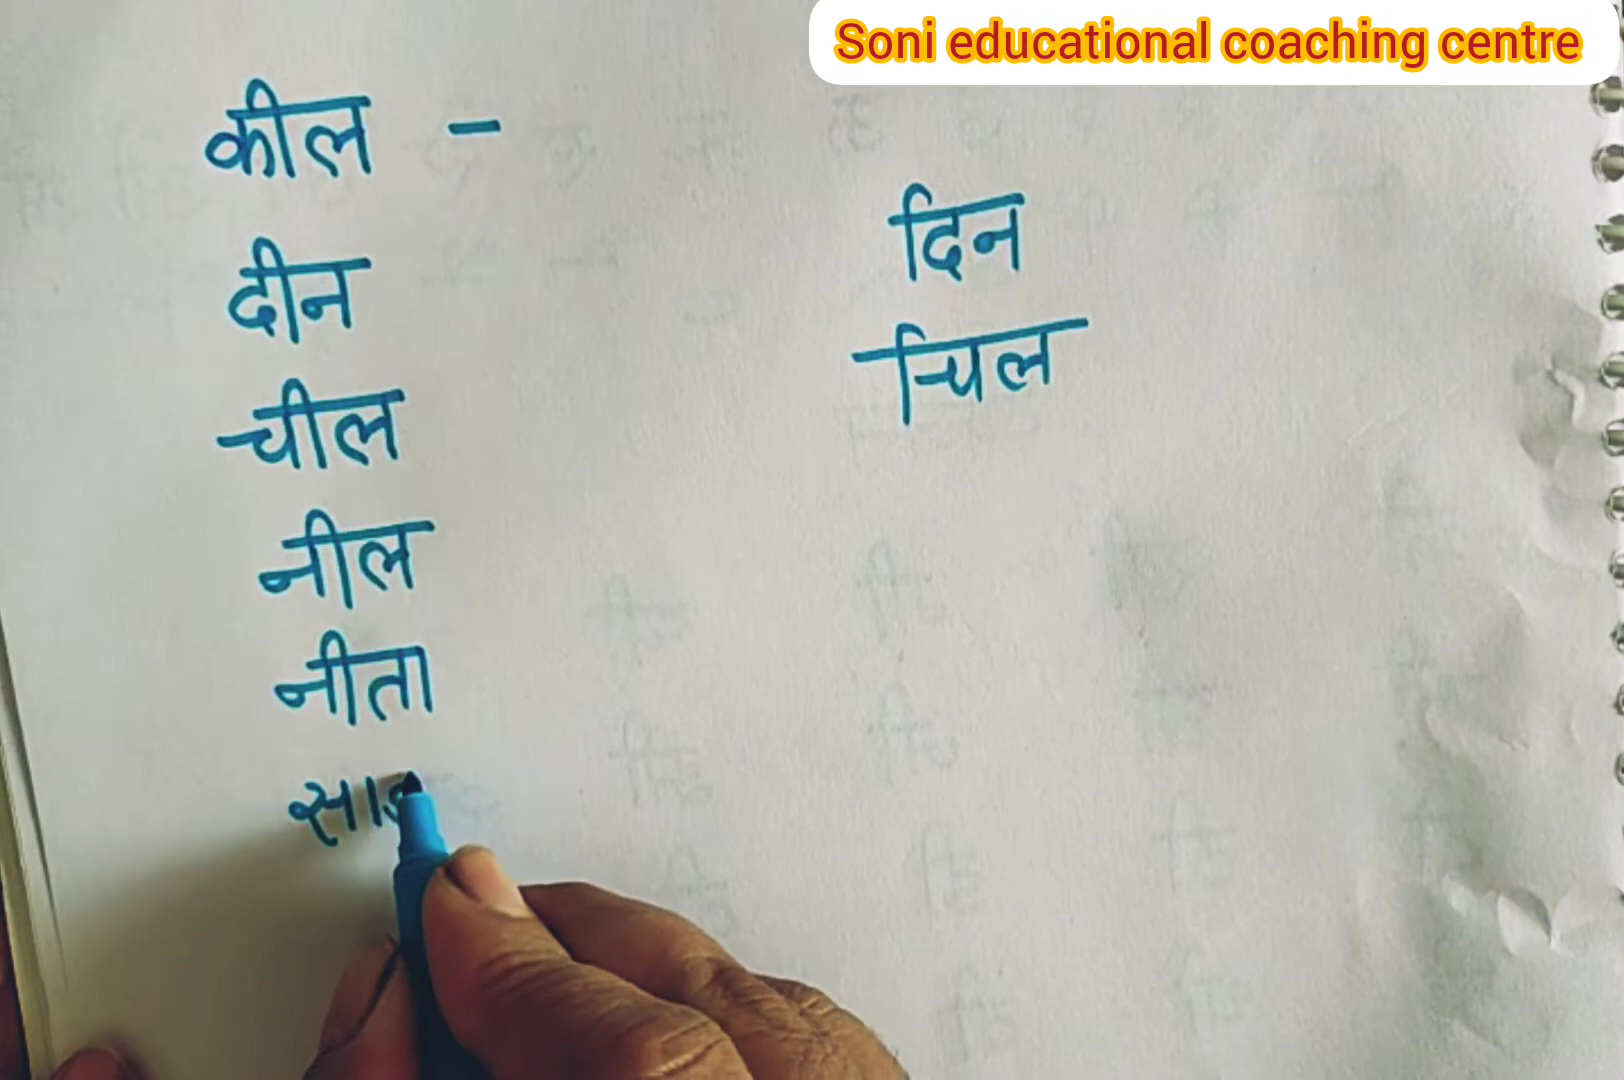 Soni educational coaching centre
कील -
दीन
चील
नील
नीता
दिन
चिल